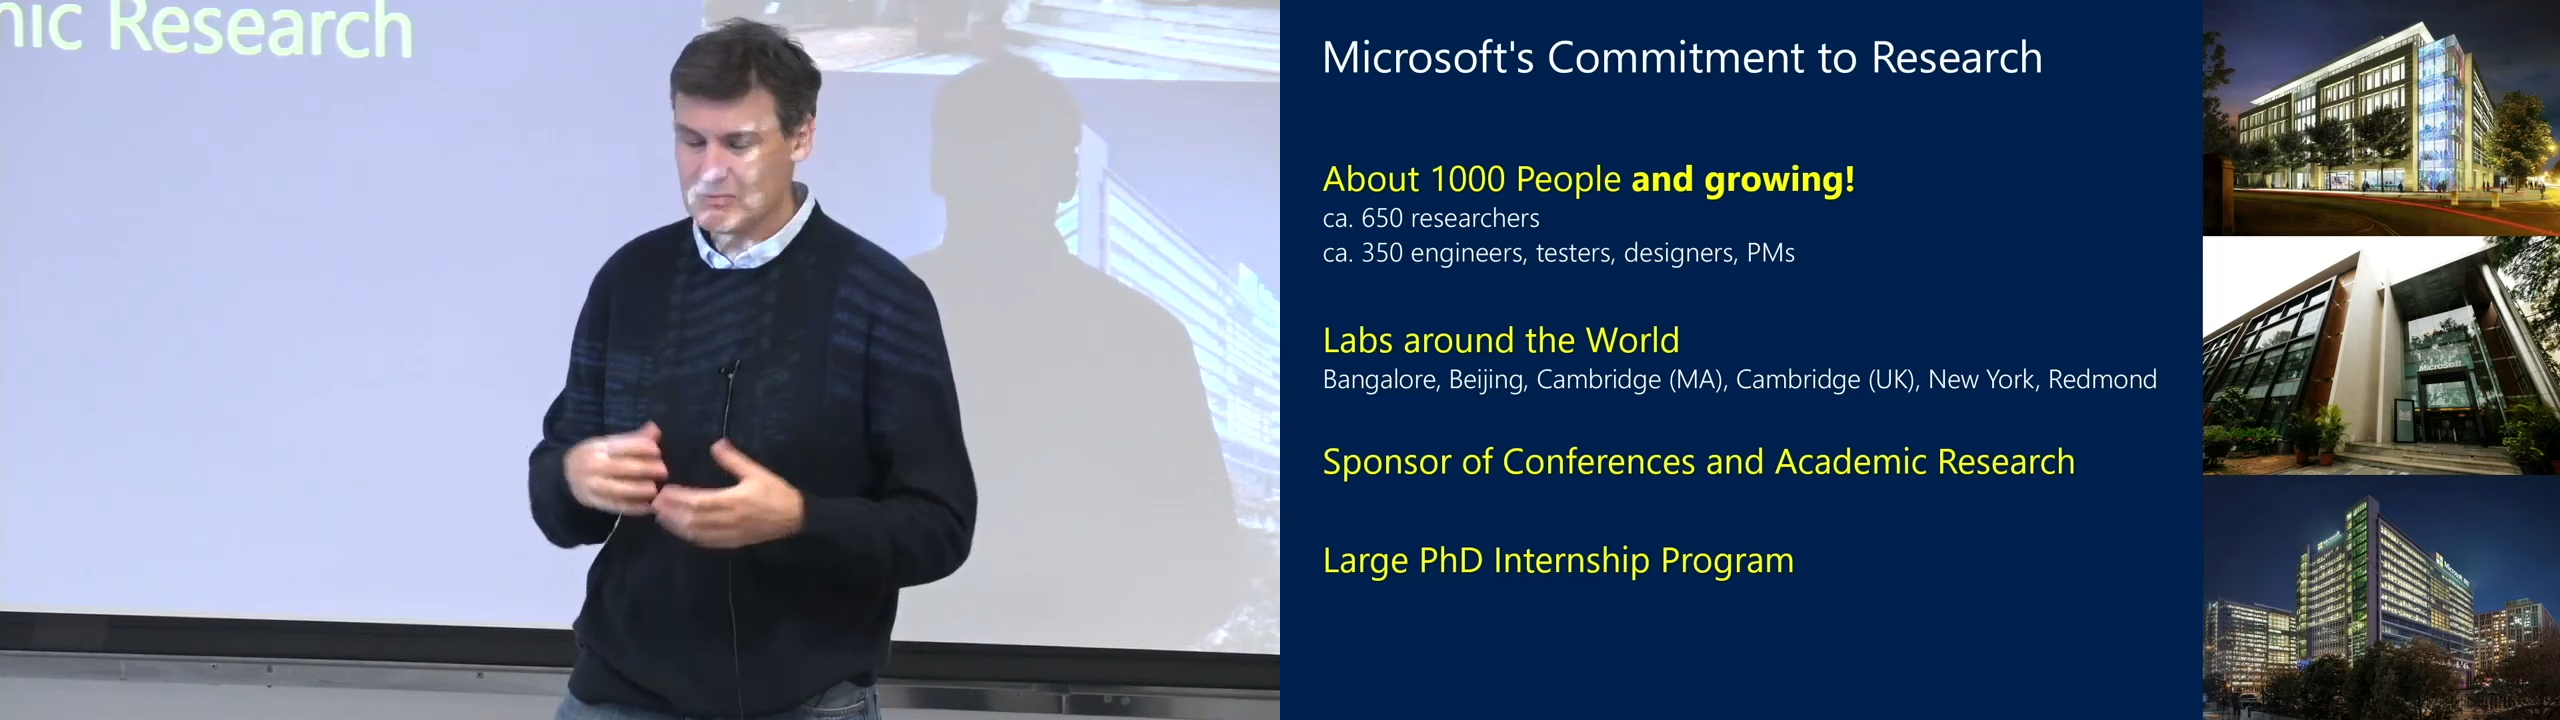 nic Research
Microsoft's Commitment to Research
About 1000 People and growing!
ca. 650 researchers
ca. 350 engineers, testers, designers, PMs
Labs around the World
Bangalore, Beijing, Cambridge (MA), Cambridge (UK), New York, Redmond
Sponsor of Conferences and Academic Research
Large PhD Internship Program
Microsoft
Microsoft